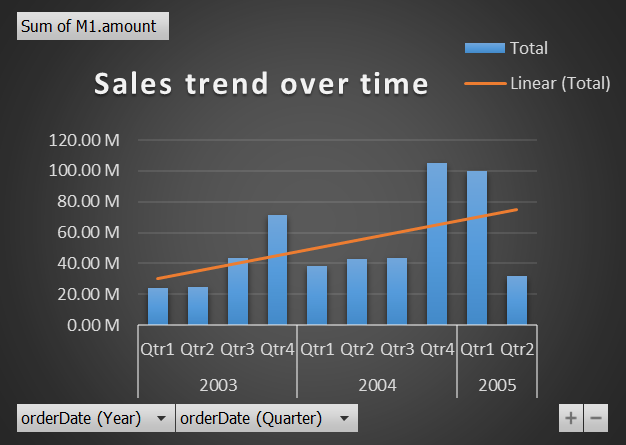 Sum of M1.amount
Total
Linear (Total)
Sales trend over time
120.00 M
100.00 M
80.00 M
60.00 M
40.00 M
20.00 M
0.00 M
Qtr1 Qtr2 Qtr3 Qtr4 Qtr1 Qtr2 Qtr3 Qtr4 Qtr1 Qtr2
2003 2004 2005
orderDate (Year) orderDate (Quarter) + −